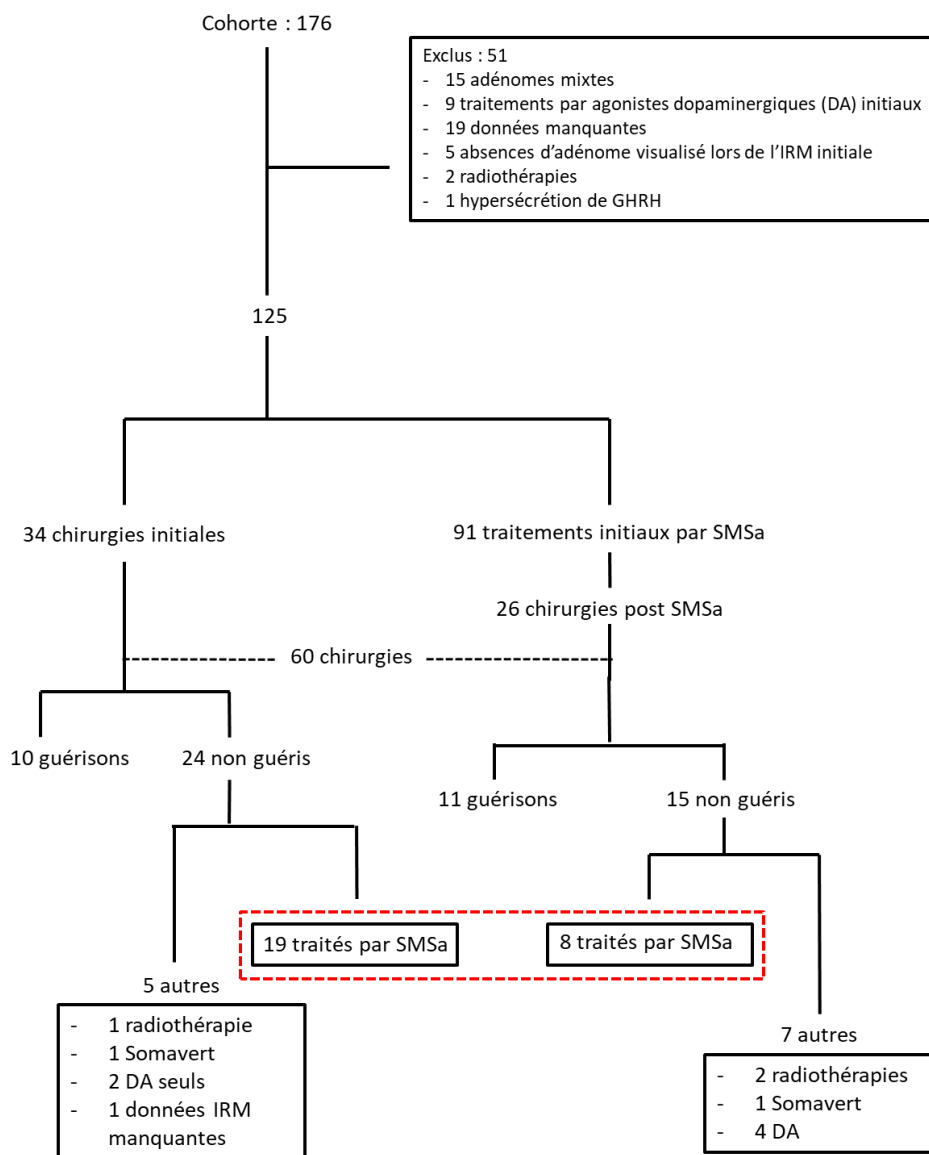 Cohorte : 176
Exclus : 51
- 15 adénomes mixtes
- 9 traitements par agonistes dopaminergiques (DA) initiaux
- 19 données manquantes
- 5 absences d’adénome visualisé lors de l’IRM initiale
- 2 radiothérapies
- 1 hypersécrétion de GHRH
125
34 chirurgies initiales
91 traitements initiaux par SMSa
26 chirurgies post SMSa
60 chirurgies
10 guérisons
24 non guéris
11 guérisons
15 non guéris
19 traités par SMSa
8 traités par SMSa
5 autres
- 1 radiothérapie
- 1 Somavert
- 2 DA seuls
- 1 données IRM
manquantes
7 autres
- 2 radiothérapies
- 1 Somavert
- 4 DA